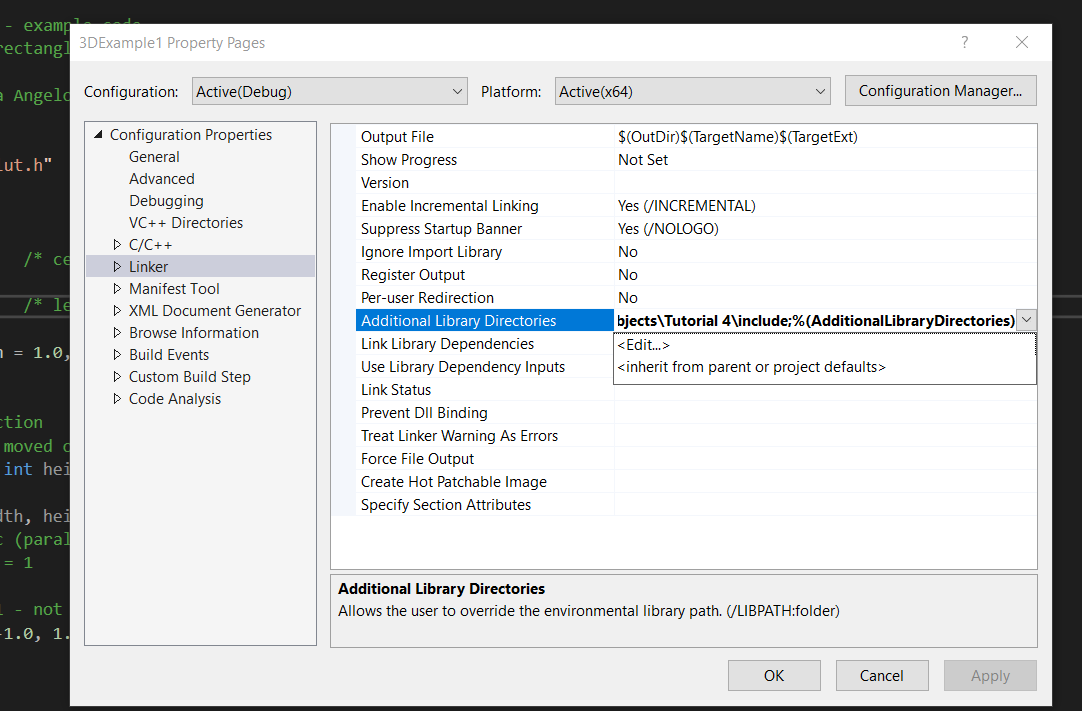 - example code
rectangl
a Angelo
lut.h"
/* ce
/* le
n = 1.0,
ction
moved o
int hei
dth, hei
c (paral
= 1
l - not
-1.0, 1.
3DExample1 Property Pages
?
Configuration:
Active(Debug)
Platform:
Active(x64)
Configuration Manager...
Configuration Properties
General
Advanced
Debugging
VC++ Directories
C/C++
Linker
Manifest Tool
XML Document Generator
Browse Information
Build Events
Custom Build Step
Code Analysis
Output File $(OutDir)$(TargetName)$(TargetExt)
Show Progress Not Set
Version
Enable Incremental Linking Yes (/INCREMENTAL)
Suppress Startup Banner Yes (/NOLOGO)
Ignore Import Library No
Register Output No
Per-user Redirection No
Additional Library Directories bjects\Tutorial 4\include;%(AdditionalLibraryDirectories)
Link Library Dependencies <Edit...>
Use Library Dependency Inputs <inherit from parent or project defaults>
Link Status
Prevent Dll Binding
Treat Linker Warning As Errors
Force File Output
Create Hot Patchable Image
Specify Section Attributes
Additional Library Directories
Allows the user to override the environmental library path. (/LIBPATH:folder)
OK
Cancel
Apply